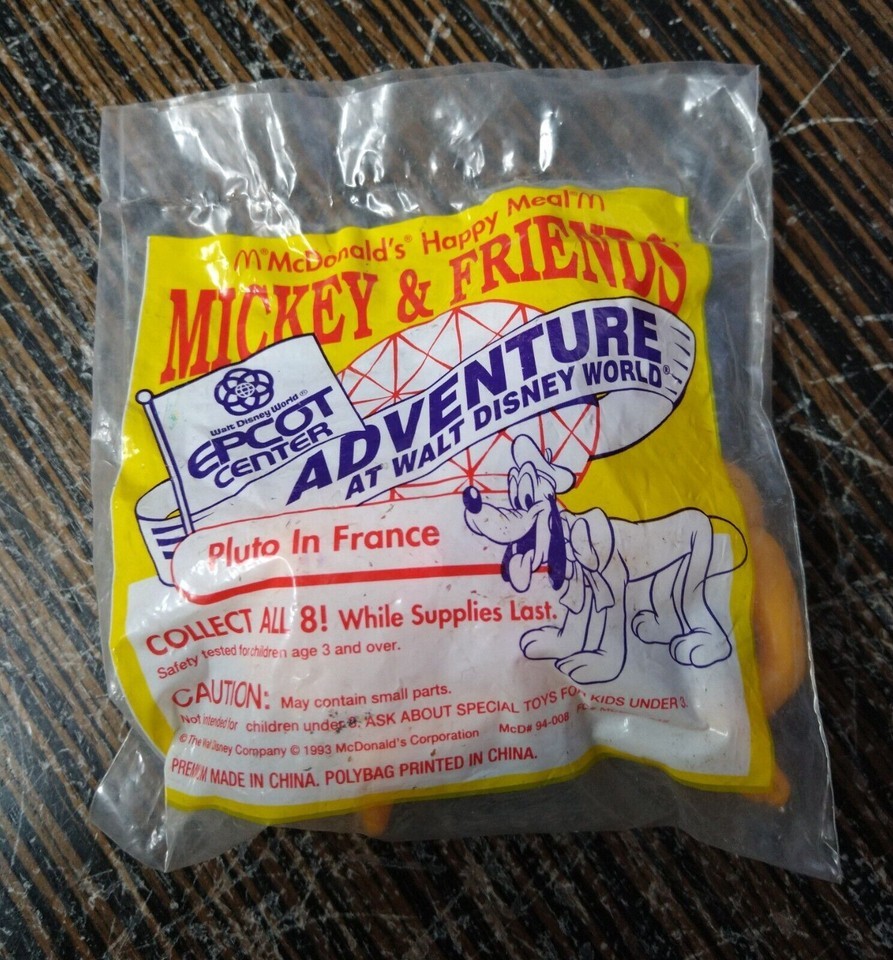 McDonald's® Happy Meal™
MICKEY & FRIENDS
Walt Disney World®
EPCOT
CENTER
ADVENTURE
AT WALT DISNEY WORLD®
Pluto In France
COLLECT ALL 8! While Supplies Last.
Safety tested for children age 3 and over.
CAUTION: May contain small parts.
Not intended for children under 3. ASK ABOUT SPECIAL TOYS FOR KIDS UNDER 3.
© The Walt Disney Company © 1993 McDonald's Corporation McD# 94-008
PREMIUM MADE IN CHINA. POLYBAG PRINTED IN CHINA.